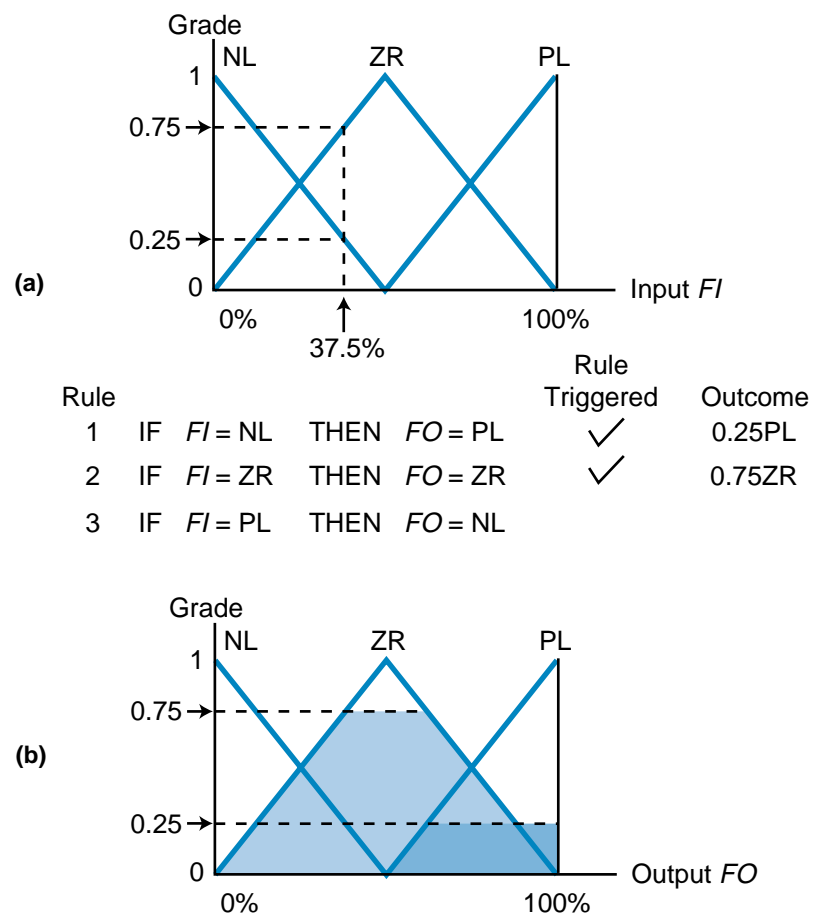 Grade
NL ZR PL
1
0.75
0.25
0
(a)
Input FI
0% 100%
37.5%
Rule
Rule Triggered Outcome
1 IF FI = NL THEN FO = PL ✓ 0.25PL
2 IF FI = ZR THEN FO = ZR ✓ 0.75ZR
3 IF FI = PL THEN FO = NL
Grade
NL ZR PL
1
0.75
(b)
0.25
0
Output FO
0% 100%